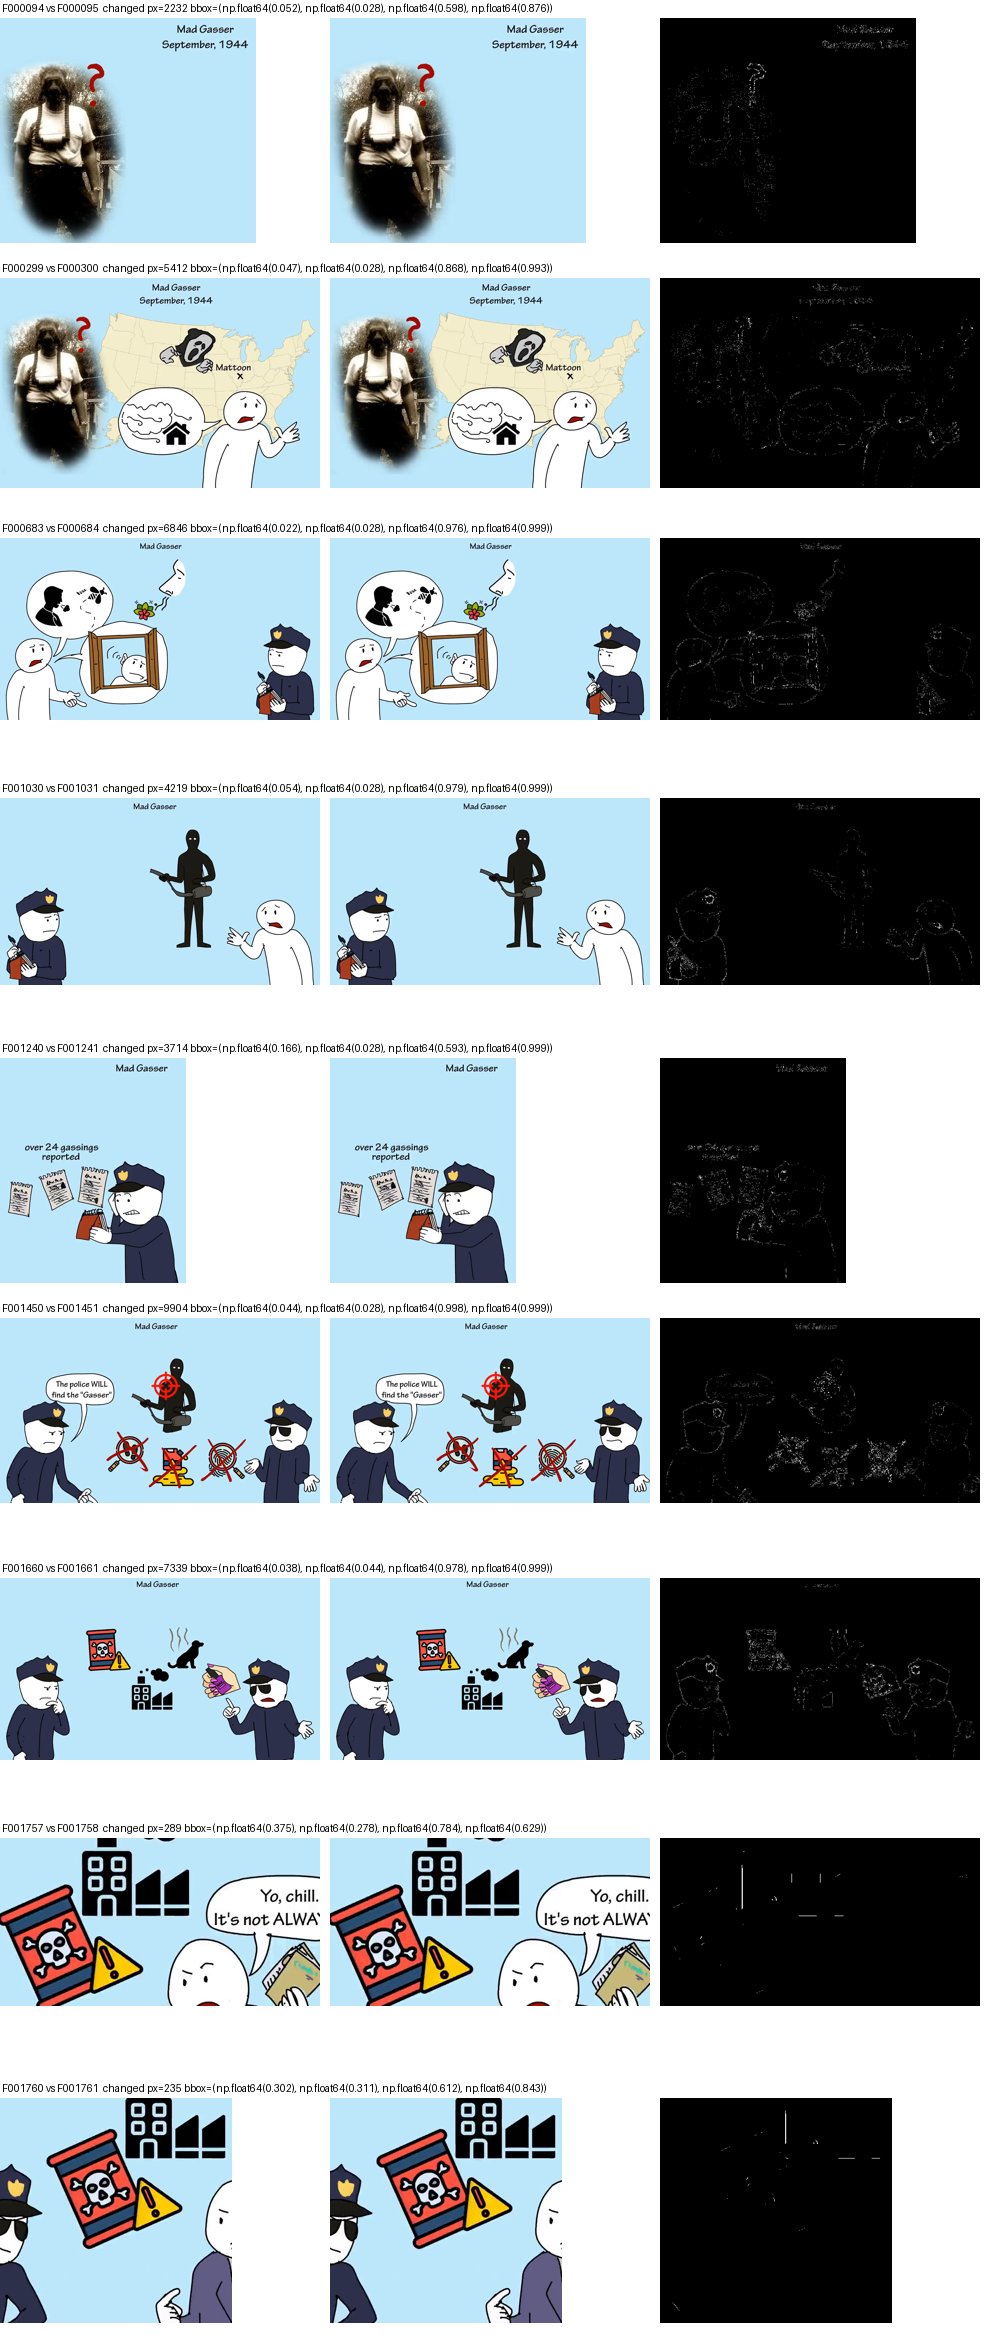 F000094 vs F000095 changed px=2232 bbox=(np.float64(0.052), np.float64(0.028), np.float64(0.598), np.float64(0.876))
Mad Gasser
September, 1944
?
Mad Gasser
September, 1944
?
F000299 vs F000300 changed px=5412 bbox=(np.float64(0.047), np.float64(0.028), np.float64(0.868), np.float64(0.993))
Mad Gasser
September, 1944
?
Mattoon
x
Mad Gasser
September, 1944
?
Mattoon
x
F000683 vs F000684 changed px=6846 bbox=(np.float64(0.022), np.float64(0.028), np.float64(0.976), np.float64(0.999))
Mad Gasser
Mad Gasser
F001030 vs F001031 changed px=4219 bbox=(np.float64(0.054), np.float64(0.028), np.float64(0.979), np.float64(0.999))
Mad Gasser
Mad Gasser
F001240 vs F001241 changed px=3714 bbox=(np.float64(0.166), np.float64(0.028), np.float64(0.593), np.float64(0.999))
Mad Gasser
over 24 gassings
reported
Mad Gasser
over 24 gassings
reported
F001450 vs F001451 changed px=9904 bbox=(np.float64(0.044), np.float64(0.028), np.float64(0.998), np.float64(0.999))
Mad Gasser
The police WILL
find the "Gasser"
Mad Gasser
The police WILL
find the "Gasser"
F001660 vs F001661 changed px=7339 bbox=(np.float64(0.038), np.float64(0.044), np.float64(0.978), np.float64(0.999))
Mad Gasser
Mad Gasser
F001757 vs F001758 changed px=289 bbox=(np.float64(0.375), np.float64(0.278), np.float64(0.784), np.float64(0.629))
Yo, chill.
It's not ALWA
Yo, chill.
It's not ALWA
F001760 vs F001761 changed px=235 bbox=(np.float64(0.302), np.float64(0.311), np.float64(0.612), np.float64(0.843))